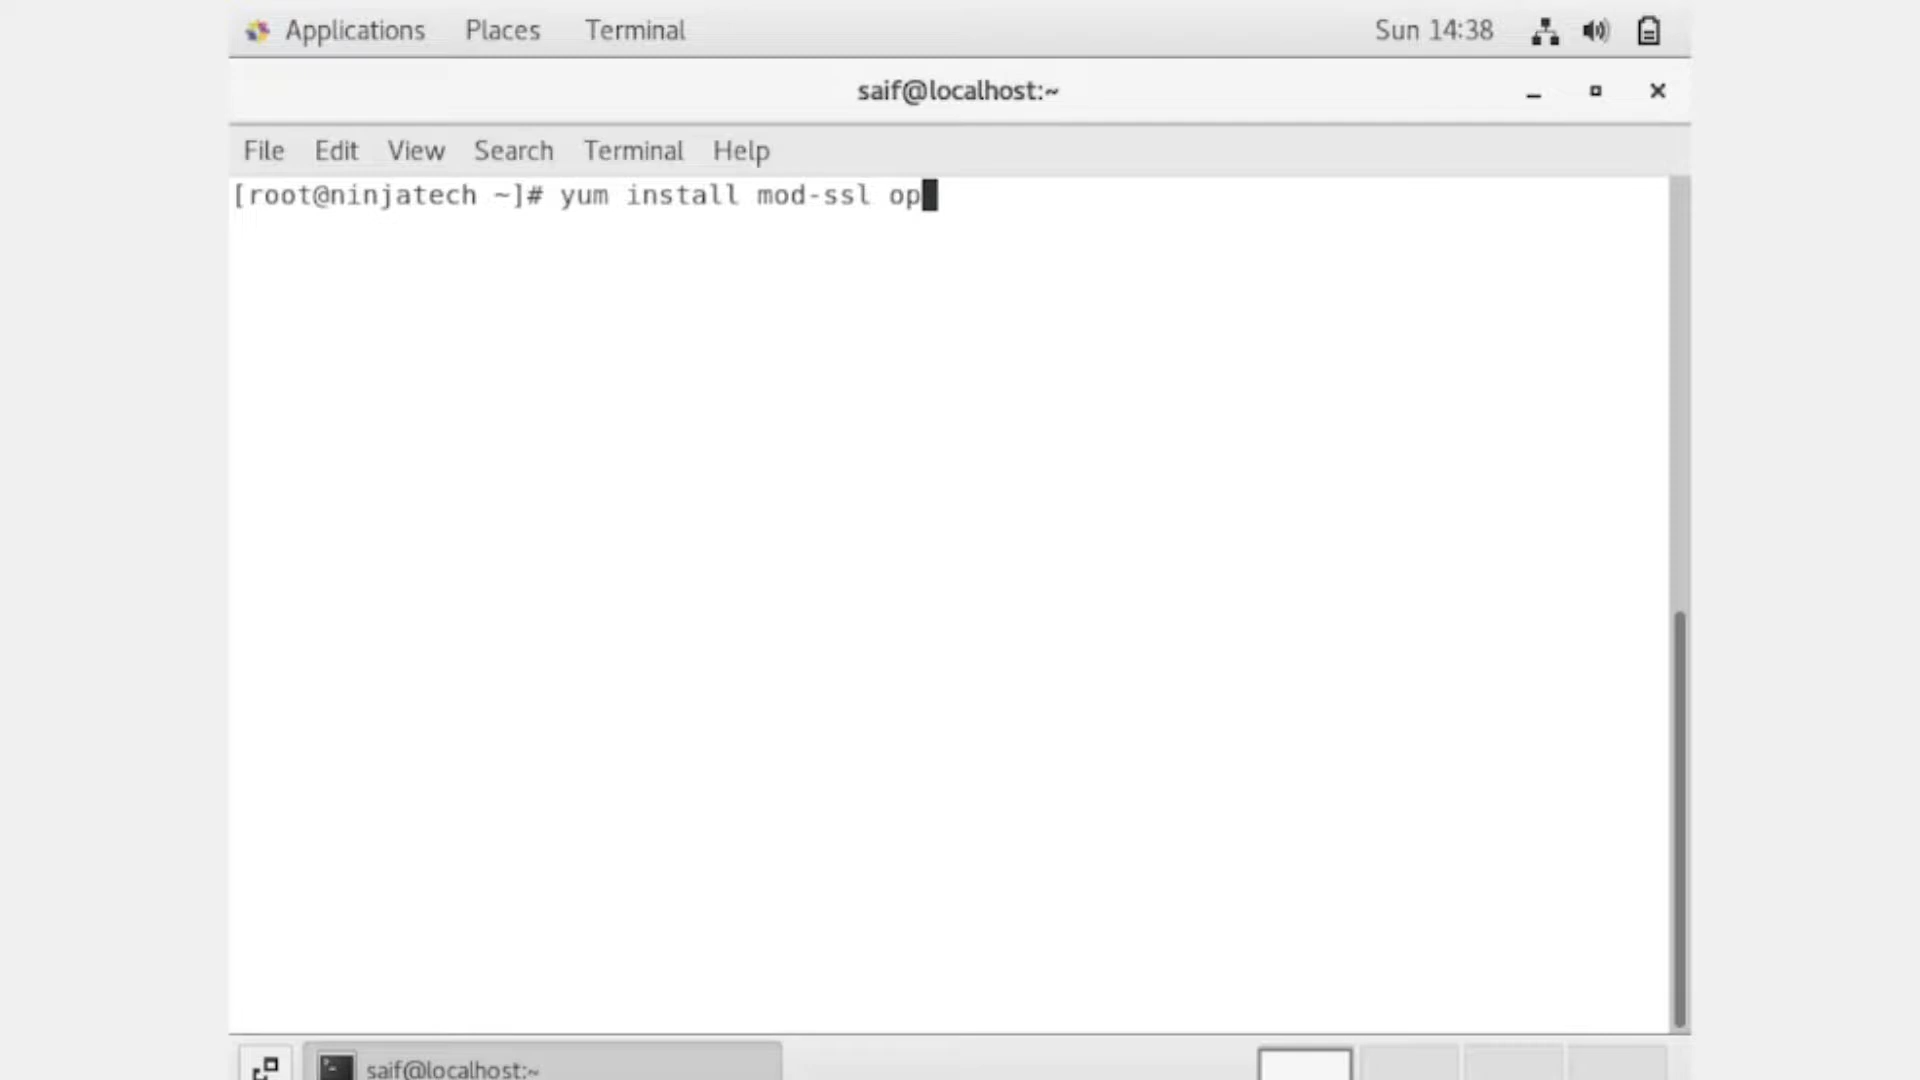 Applications Places Terminal Sun 14:38
saif@localhost:~
File Edit View Search Terminal Help
[root@ninjatech ~]# yum install mod-ssl op
saif@localhost:~